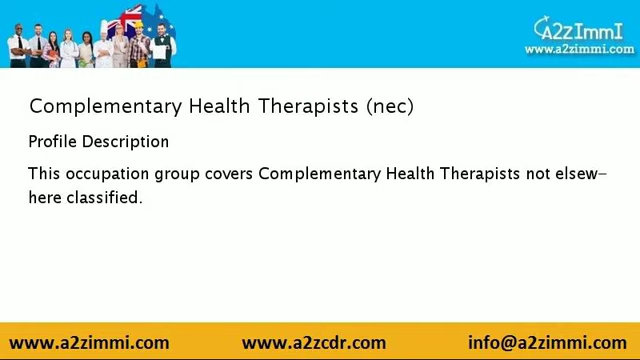 A2zImmI
www.a2zimmi.com
Complementary Health Therapists (nec)
Profile Description
This occupation group covers Complementary Health Therapists not elsew-
here classified.
www.a2zimmi.com
www.a2zcdr.com
info@a2zimmi.com